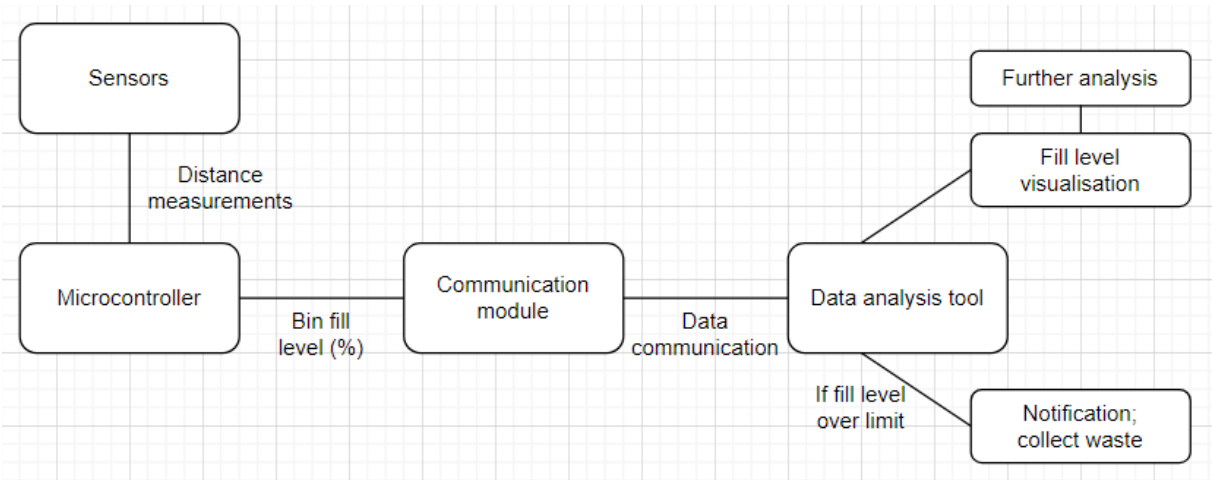 Sensors
Further analysis
Fill level
visualisation
Distance
measurements
Microcontroller
Communication
module
Data analysis tool
Bin fill
level (%)
Data
communication
If fill level
over limit
Notification;
collect waste